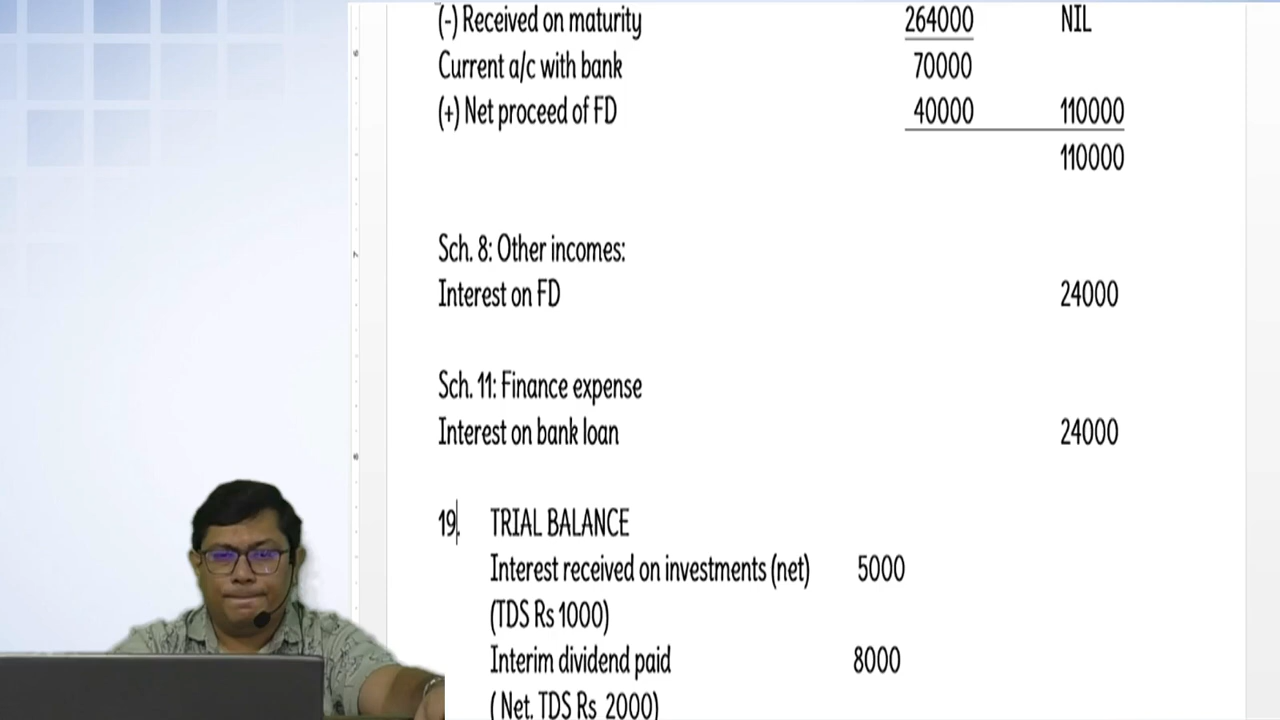 (-) Received on maturity 264000 NIL
Current a/c with bank 70000
(+) Net proceed of FD 40000 110000
110000
Sch. 8: Other incomes:
Interest on FD 24000
Sch. 11: Finance expense
Interest on bank loan 24000
19. TRIAL BALANCE
Interest received on investments (net) 5000
(TDS Rs 1000)
Interim dividend paid 8000
( Net. TDS Rs 2000)